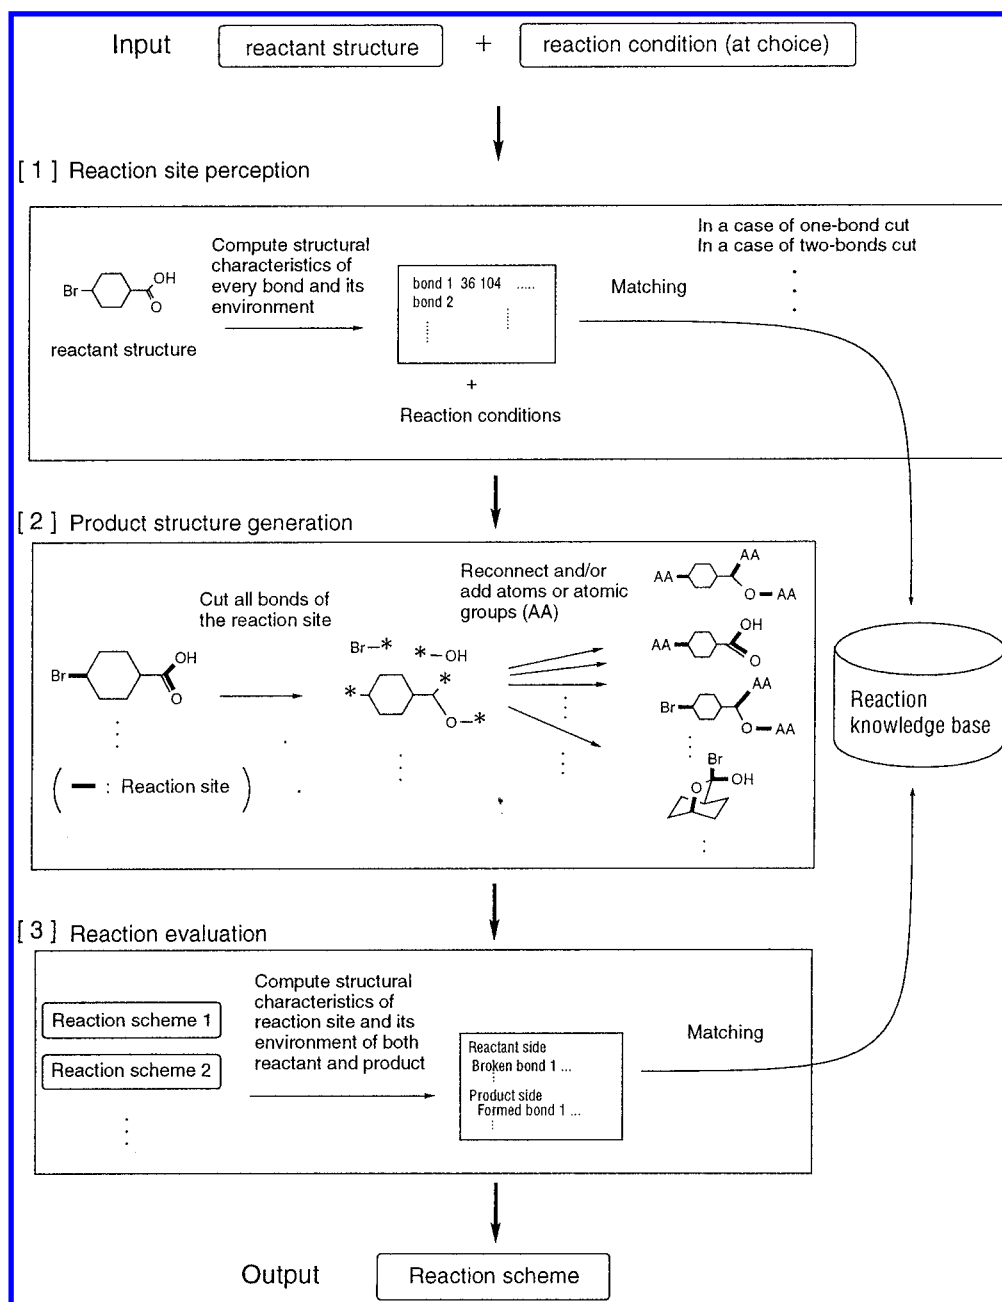 Input reactant structure + reaction condition (at choice)
[ 1 ] Reaction site perception
In a case of one-bond cut
In a case of two-bonds cut
Compute structural
characteristics of
every bond and its
environment
Br
OH
O
reactant structure
bond 1 36 104 .....
bond 2
+
Reaction conditions
Matching
[ 2 ] Product structure generation
Cut all bonds of
the reaction site
Reconnect and/or
add atoms or atomic
groups (AA)
Br
OH
O
Br—*
*—OH
*
*
O—*
AA
AA
O—AA
OH
AA
O
AA
Br
O—AA
Br
O
OH
( — : Reaction site )
Reaction
knowledge base
[ 3 ] Reaction evaluation
Reaction scheme 1
Reaction scheme 2
Compute structural
characteristics of
reaction site and its
environment of both
reactant and product
Reactant side
Broken bond 1 ...
Product side
Formed bond 1 ...
Matching
Output Reaction scheme